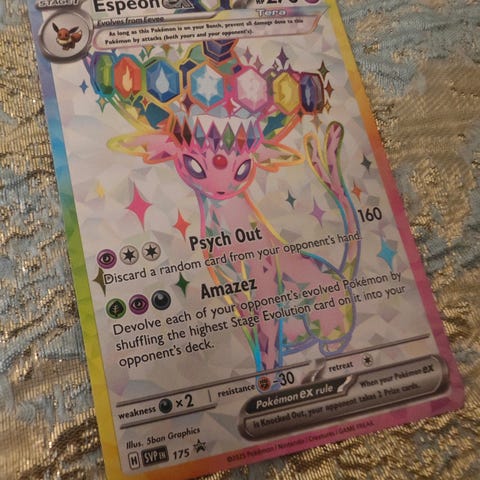 STAGE 1
Espeon ex
HP
Evolves from Eevee
Tera
As long as this Pokémon is on your Bench, prevent all damage done to this
Pokémon by attacks (both yours and your opponent's).
Psych Out 160
Discard a random card from your opponent's hand.
Amazez
Devolve each of your opponent's evolved Pokémon by
shuffling the highest Stage Evolution card on it into your
opponent's deck.
weakness ×2 resistance -30 retreat
Pokémon ex rule When your Pokémon ex
is Knocked Out, your opponent takes 2 Prize cards.
Illus. 5ban Graphics
H SVP EN 175
©2025 Pokémon / Nintendo / Creatures / GAME FREAK